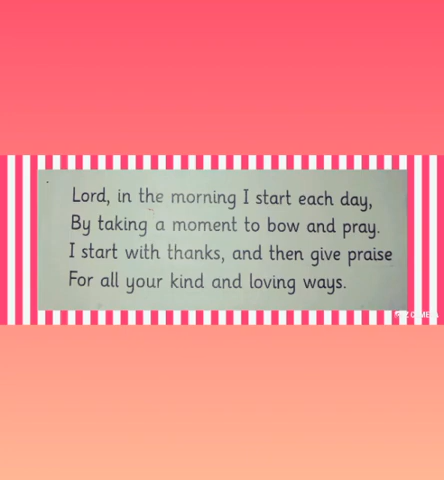 Lord, in the morning I start each day,
By taking a moment to bow and pray.
I start with thanks, and then give praise
For all your kind and loving ways.